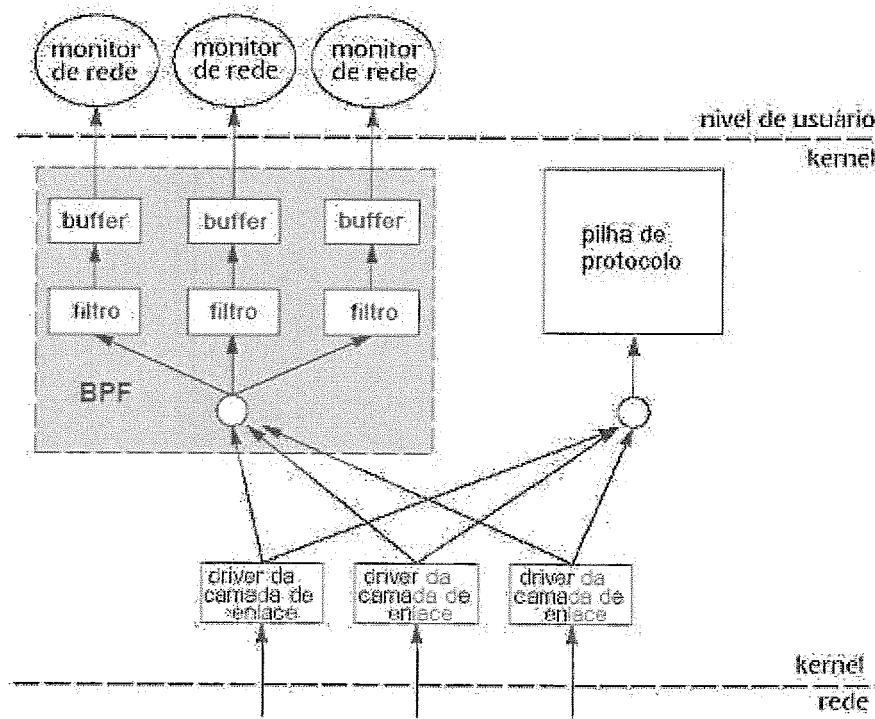 monitor
de rede
monitor
de rede
monitor
de rede
nivel de usuário
kernel
buffer
buffer
buffer
pilha de
protocolo
filtro
filtro
filtro
BPF
driver da
camada de
enlace
driver da
camada de
enlace
driver da
camada de
enlace
kernel
rede